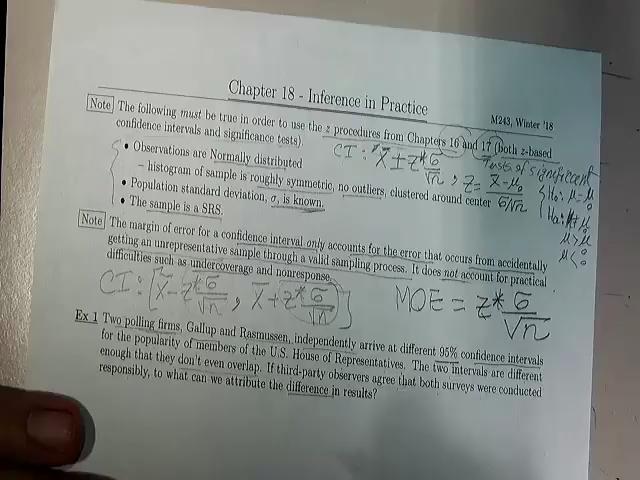 Chapter 18 - Inference in Practice
M243, Winter '18
Note The following must be true in order to use the z procedures from Chapters 16 and 17 (both z-based
confidence intervals and significance tests).
CI: x̄ ± z* σ/√n , z = x̄ - μ₀ / σ/√n
Tests of significant
{ H₀: μ = μ₀
Hₐ: μ ≠ μ₀
μ > μ₀
μ < μ₀
• Observations are Normally distributed
– histogram of sample is roughly symmetric, no outliers, clustered around center
• Population standard deviation, σ, is known.
• The sample is a SRS.
Note The margin of error for a confidence interval only accounts for the error that occurs from accidentally
getting an unrepresentative sample through a valid sampling process. It does not account for practical
difficulties such as undercoverage and nonresponse.
CI: [x̄ - z* σ/√n , x̄ + z* σ/√n]
MOE = z* σ/√n
Ex 1 Two polling firms, Gallup and Rasmussen, independently arrive at different 95% confidence intervals
for the popularity of members of the U.S. House of Representatives. The two intervals are different
enough that they don't even overlap. If third-party observers agree that both surveys were conducted
responsibly, to what can we attribute the difference in results?